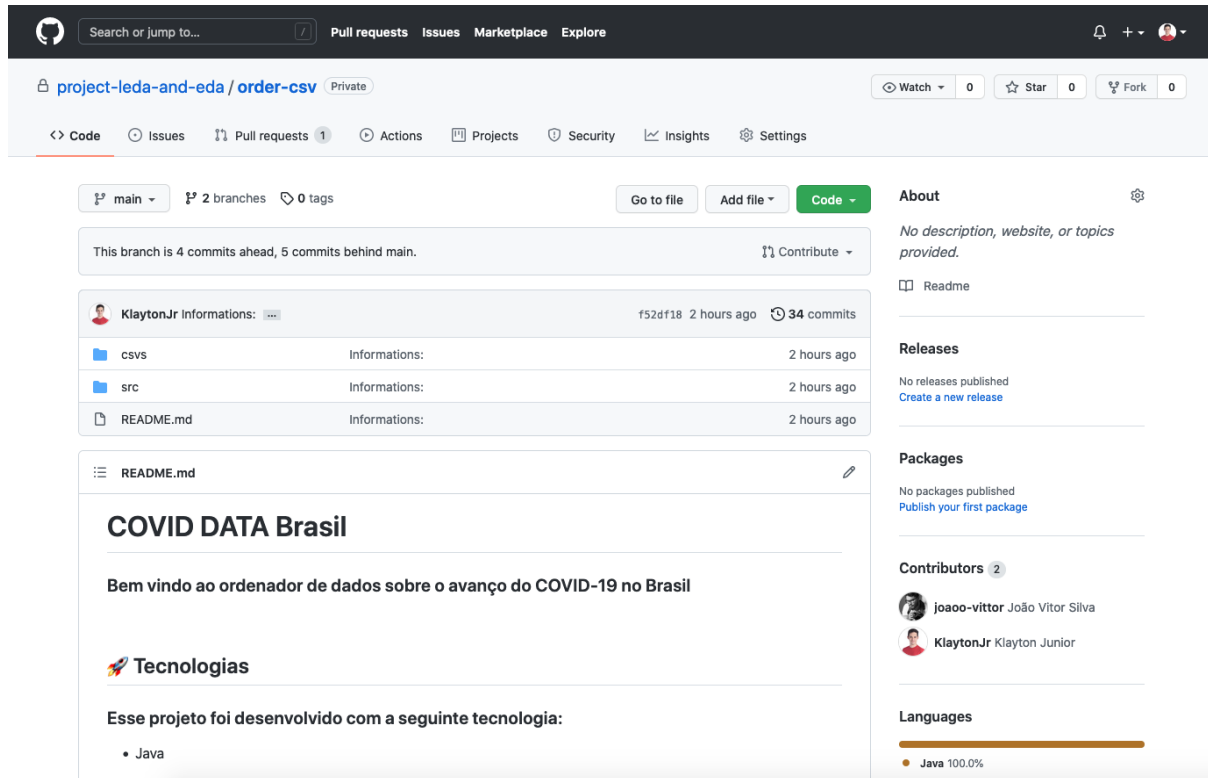 Search or jump to... / Pull requests Issues Marketplace Explore
project-leda-and-eda / order-csv Private
Watch 0 Star 0 Fork 0
<> Code Issues Pull requests 1 Actions Projects Security Insights Settings
main 2 branches 0 tags Go to file Add file Code
This branch is 4 commits ahead, 5 commits behind main. Contribute
KlaytonJr Informations: ... f52df18 2 hours ago 34 commits
csvs Informations: 2 hours ago
src Informations: 2 hours ago
README.md Informations: 2 hours ago
README.md
COVID DATA Brasil
Bem vindo ao ordenador de dados sobre o avanço do COVID-19 no Brasil
🚀 Tecnologias
Esse projeto foi desenvolvido com a seguinte tecnologia:
• Java
About
No description, website, or topics
provided.
Readme
Releases
No releases published
Create a new release
Packages
No packages published
Publish your first package
Contributors 2
joaoo-vittor João Vitor Silva
KlaytonJr Klayton Junior
Languages
Java 100.0%